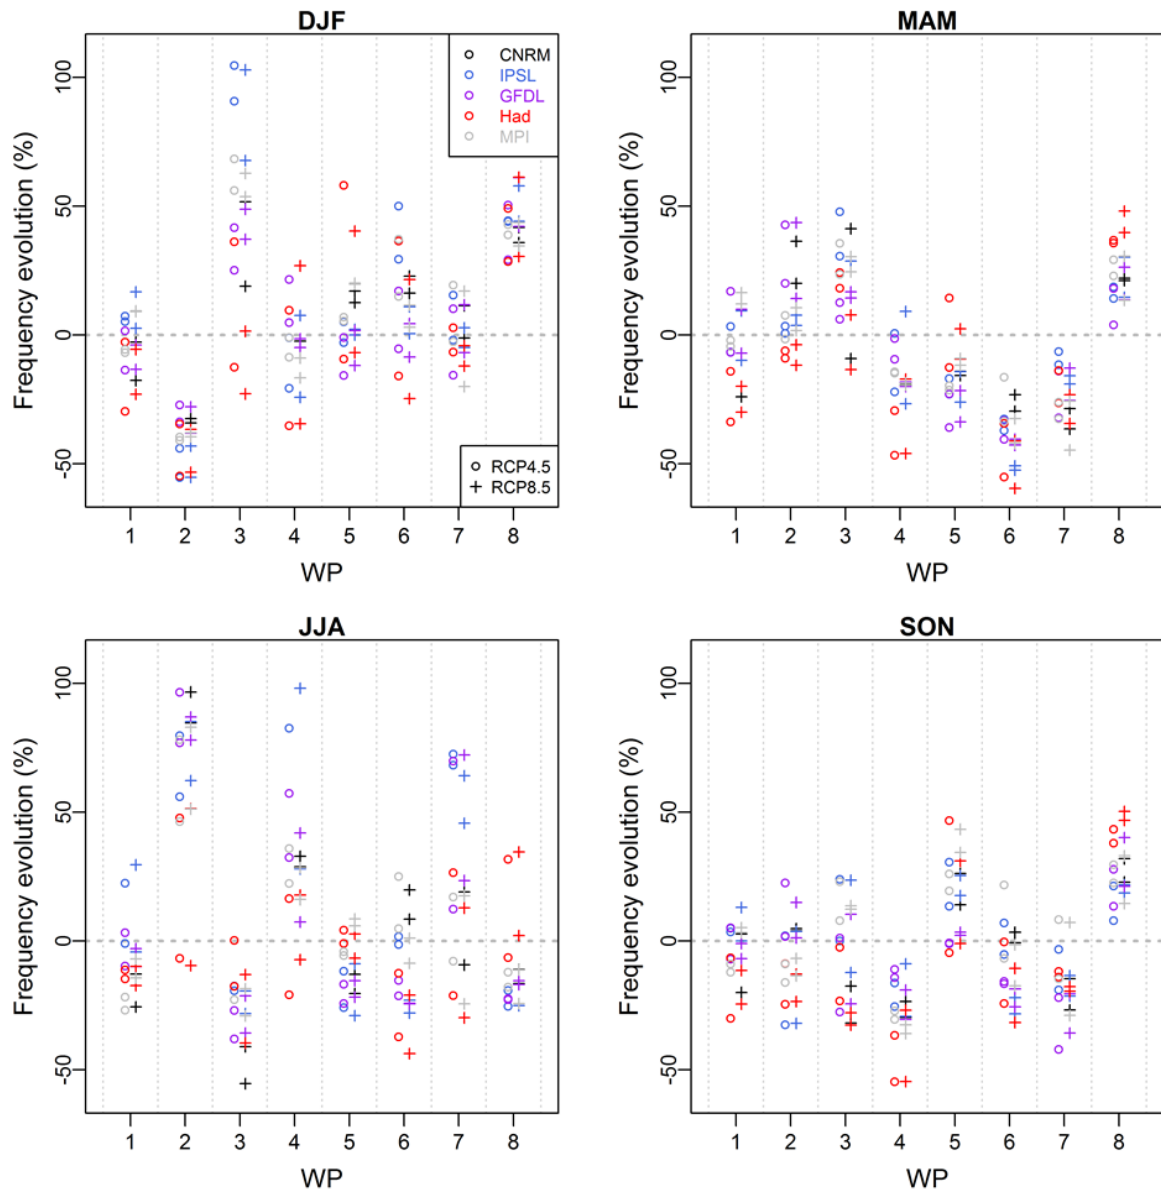 DJF
Frequency evolution (%)
100
50
0
-50
CNRM
IPSL
GFDL
Had
MPI
RCP4.5
RCP8.5
1 2 3 4 5 6 7 8
WP
MAM
Frequency evolution (%)
100
50
0
-50
1 2 3 4 5 6 7 8
WP
JJA
Frequency evolution (%)
100
50
0
-50
1 2 3 4 5 6 7 8
WP
SON
Frequency evolution (%)
100
50
0
-50
1 2 3 4 5 6 7 8
WP